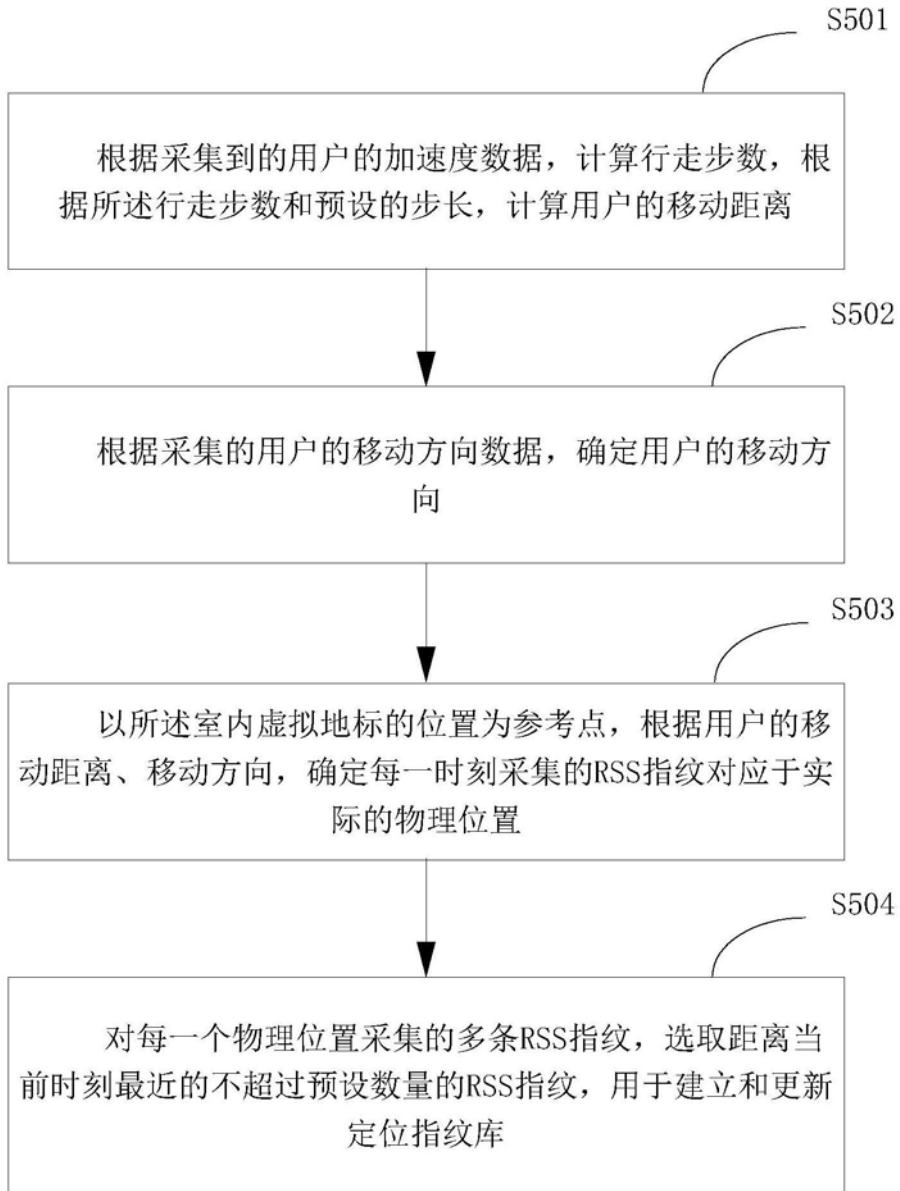 S501
根据采集到的用户的加速度数据，计算行走步数，根
据所述行走步数和预设的步长，计算用户的移动距离
S502
根据采集的用户的移动方向数据，确定用户的移动方
向
S503
以所述室内虚拟地标的位置为参考点，根据用户的移
动距离、移动方向，确定每一时刻采集的RSS指纹对应于实
际的物理位置
S504
对每一个物理位置采集的多条RSS指纹，选取距离当
前时刻最近的不超过预设数量的RSS指纹，用于建立和更新
定位指纹库